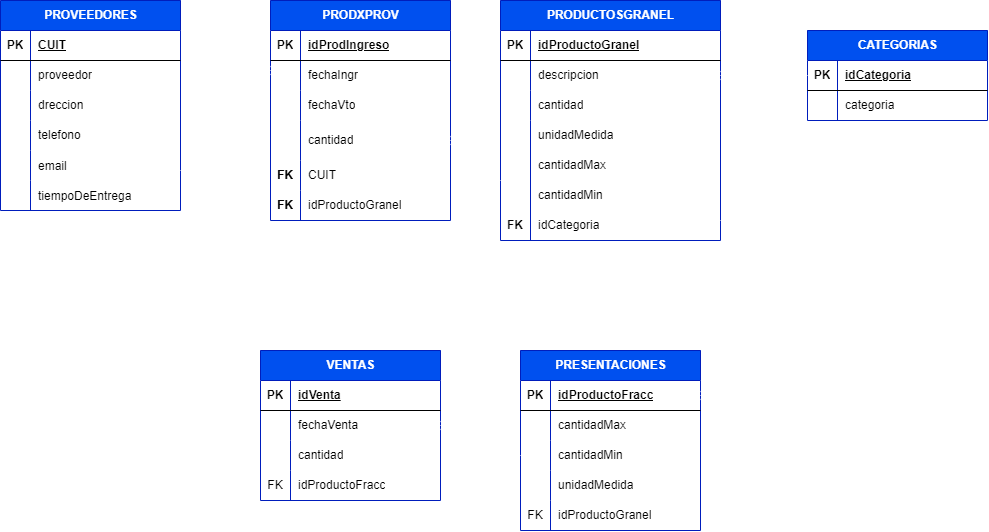 PROVEEDORES
PK CUIT
proveedor
dreccion
telefono
email
tiempoDeEntrega
PRODXPROV
PK idProdIngreso
fechaIngr
fechaVto
cantidad
FK CUIT
FK idProductoGranel
PRODUCTOSGRANEL
PK idProductoGranel
descripcion
cantidad
unidadMedida
cantidadMax
cantidadMin
FK idCategoria
CATEGORIAS
PK idCategoria
categoria
VENTAS
PK idVenta
fechaVenta
cantidad
FK idProductoFracc
PRESENTACIONES
PK idProductoFracc
cantidadMax
cantidadMin
unidadMedida
FK idProductoGranel